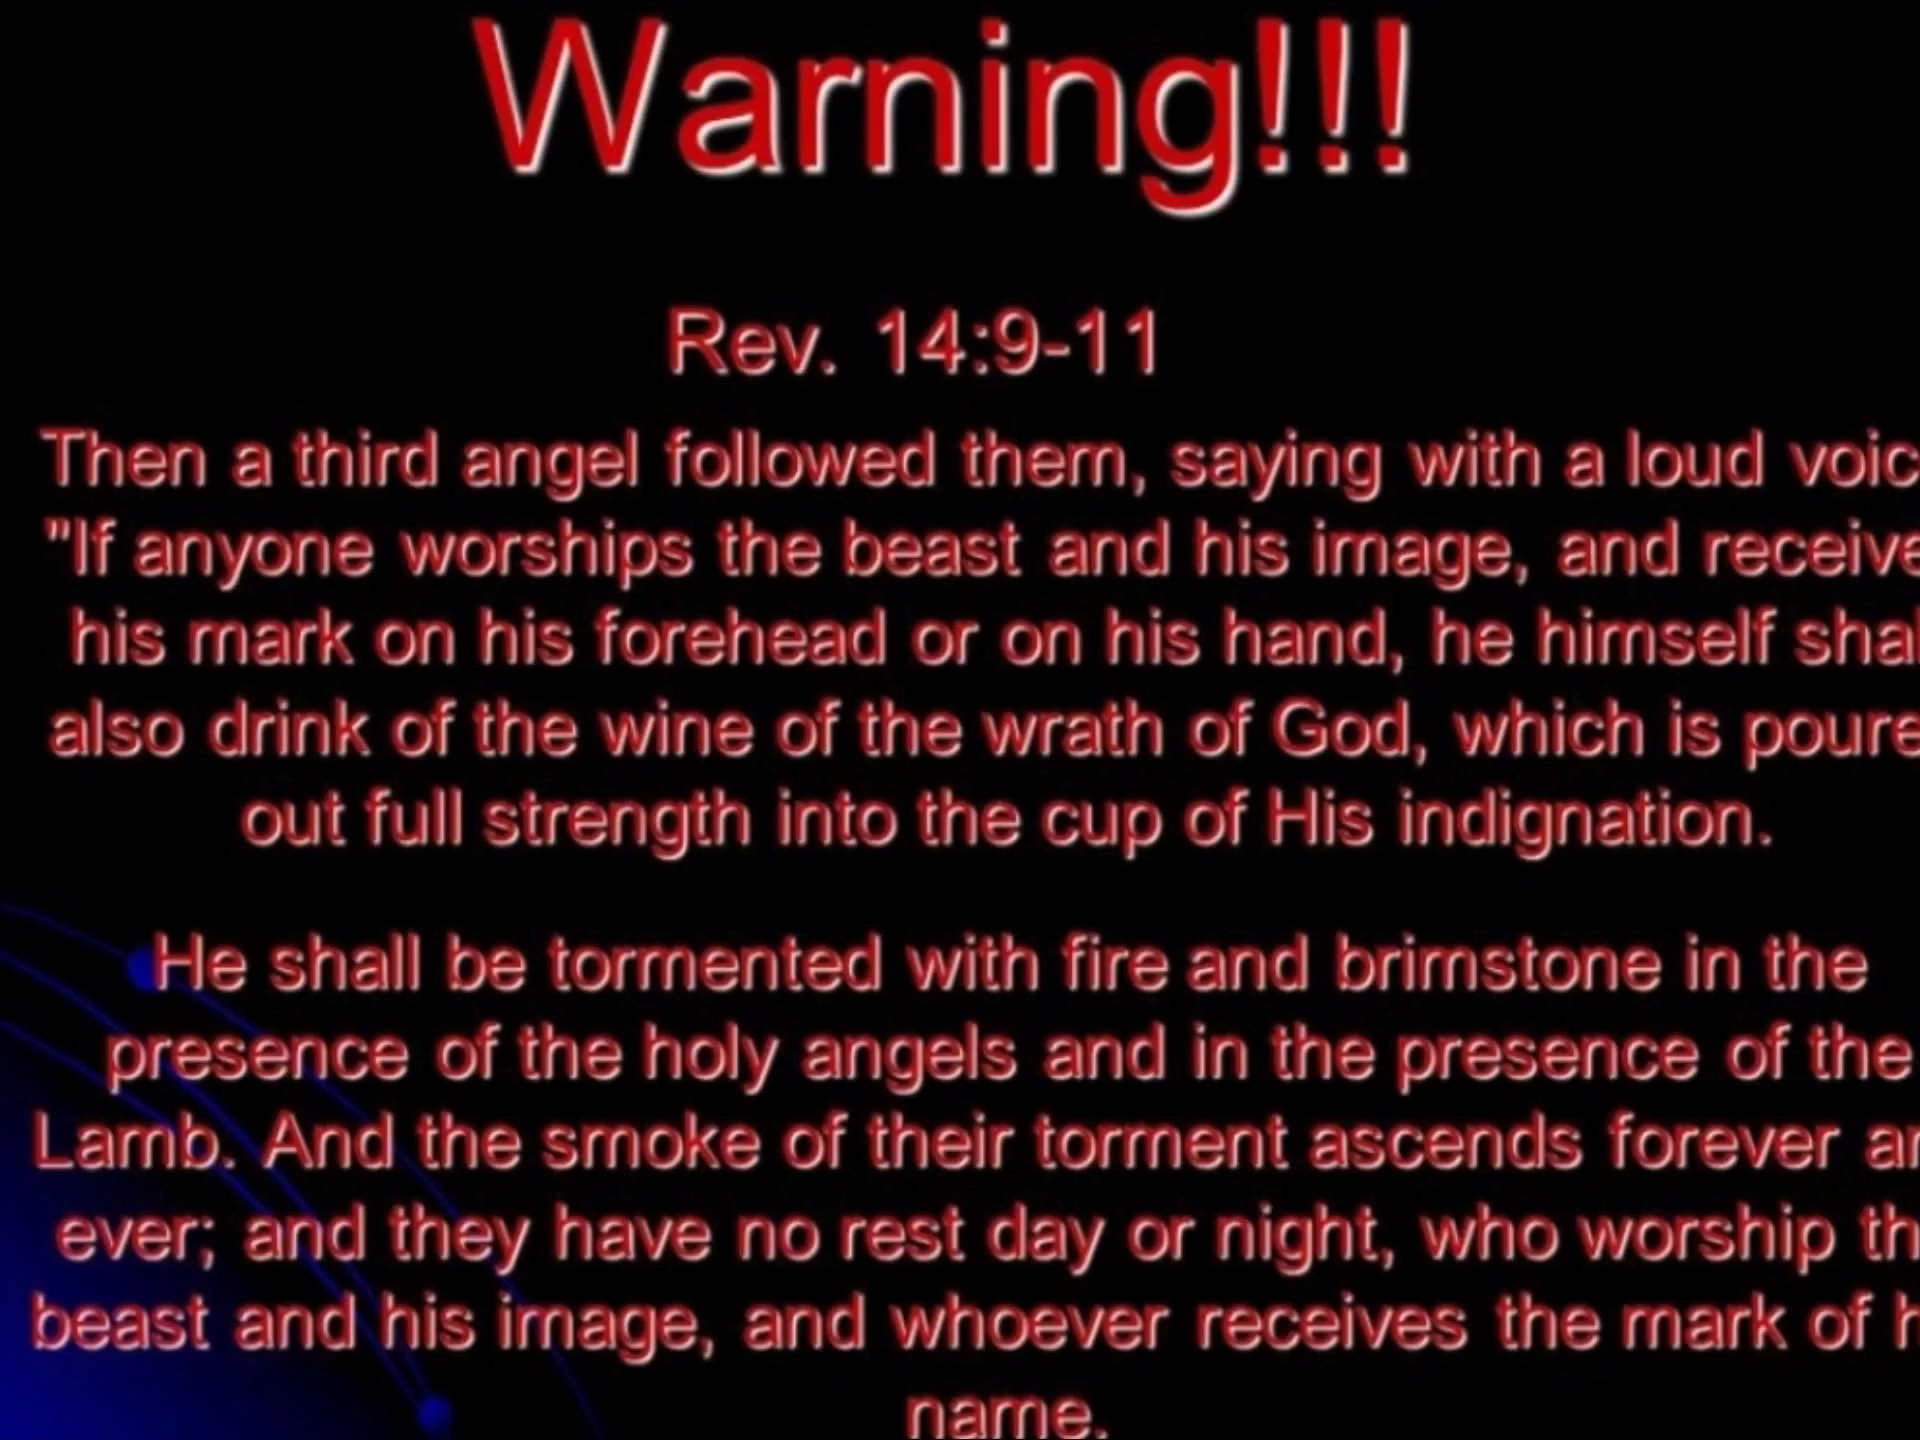 Warning!!!
Rev. 14:9-11
Then a third angel followed them, saying with a loud voic
"If anyone worships the beast and his image, and receive
his mark on his forehead or on his hand, he himself shal
also drink of the wine of the wrath of God, which is poure
out full strength into the cup of His indignation.
He shall be tormented with fire and brimstone in the
presence of the holy angels and in the presence of the
Lamb. And the smoke of their torment ascends forever an
ever; and they have no rest day or night, who worship th
beast and his image, and whoever receives the mark of h
name.